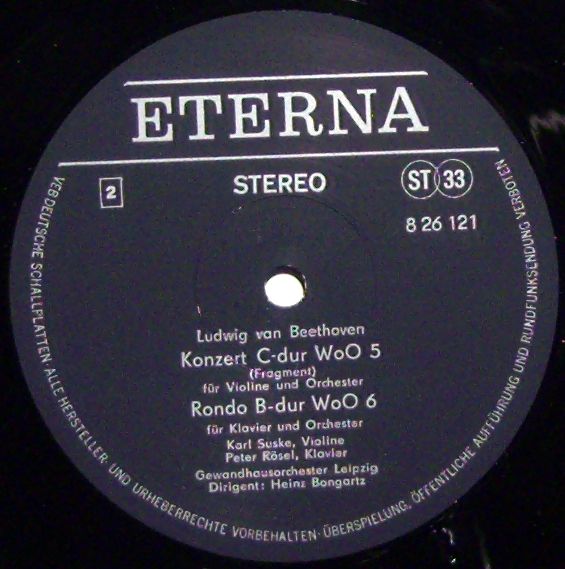 ETERNA
2
STEREO
ST 33
8 26 121
Ludwig van Beethoven
Konzert C-dur WoO 5
(Fragment)
für Violine und Orchester
Rondo B-dur WoO 6
für Klavier und Orchester
Karl Suske, Violine
Peter Rösel, Klavier
Gewandhausorchester Leipzig
Dirigent: Heinz Bongartz
VEB DEUTSCHE SCHALLPLATTEN · ALLE HERSTELLER- UND URHEBERRECHTE VORBEHALTEN · ÜBERSPIELUNG, ÖFFENTLICHE AUFFÜHRUNG UND RUNDFUNKSENDUNG VERBOTEN